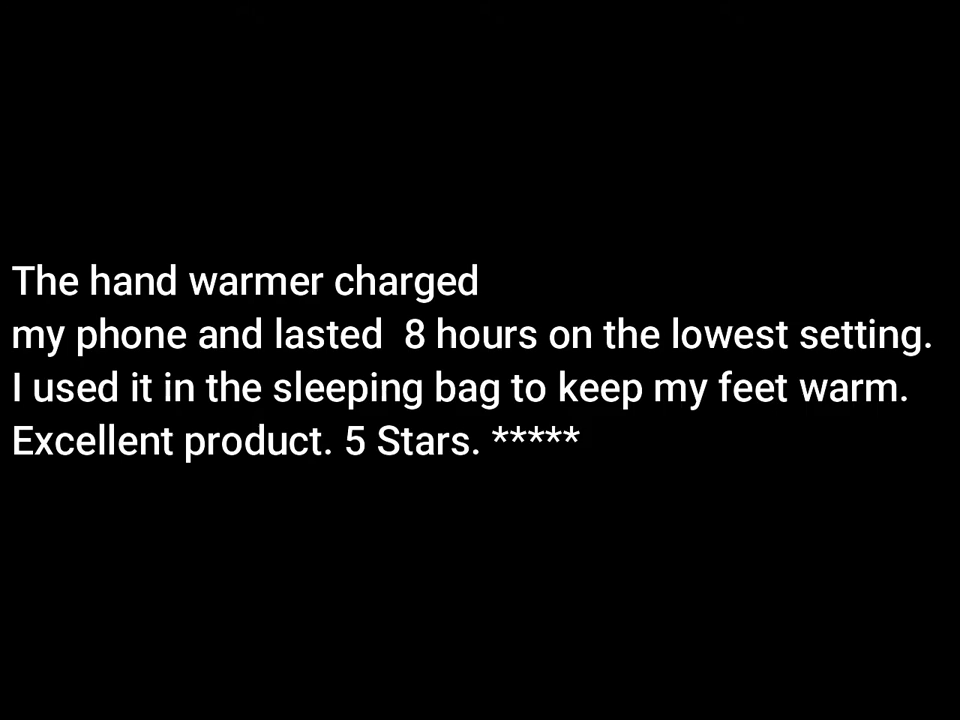 The hand warmer charged
my phone and lasted  8 hours on the lowest setting.
I used it in the sleeping bag to keep my feet warm.
Excellent product. 5 Stars. *****